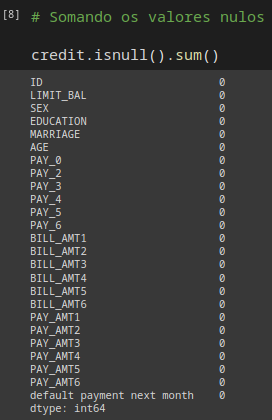 [8] # Somando os valores nulos
credit.isnull().sum()
ID 0
LIMIT_BAL 0
SEX 0
EDUCATION 0
MARRIAGE 0
AGE 0
PAY_0 0
PAY_2 0
PAY_3 0
PAY_4 0
PAY_5 0
PAY_6 0
BILL_AMT1 0
BILL_AMT2 0
BILL_AMT3 0
BILL_AMT4 0
BILL_AMT5 0
BILL_AMT6 0
PAY_AMT1 0
PAY_AMT2 0
PAY_AMT3 0
PAY_AMT4 0
PAY_AMT5 0
PAY_AMT6 0
default payment next month 0
dtype: int64